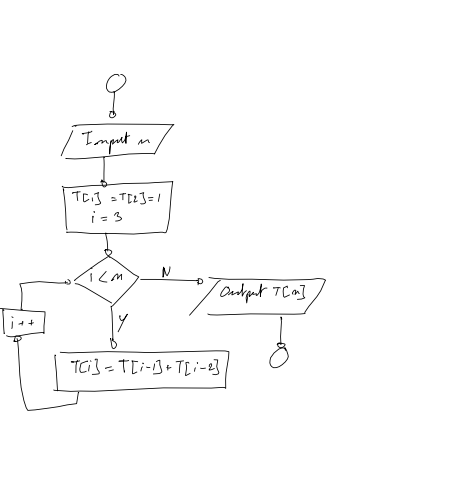 Input n
T[1] = T[2] = 1
i = 3
i < n
N
Output T[n]
Y
i++
T[i] = T[i-1] + T[i-2]